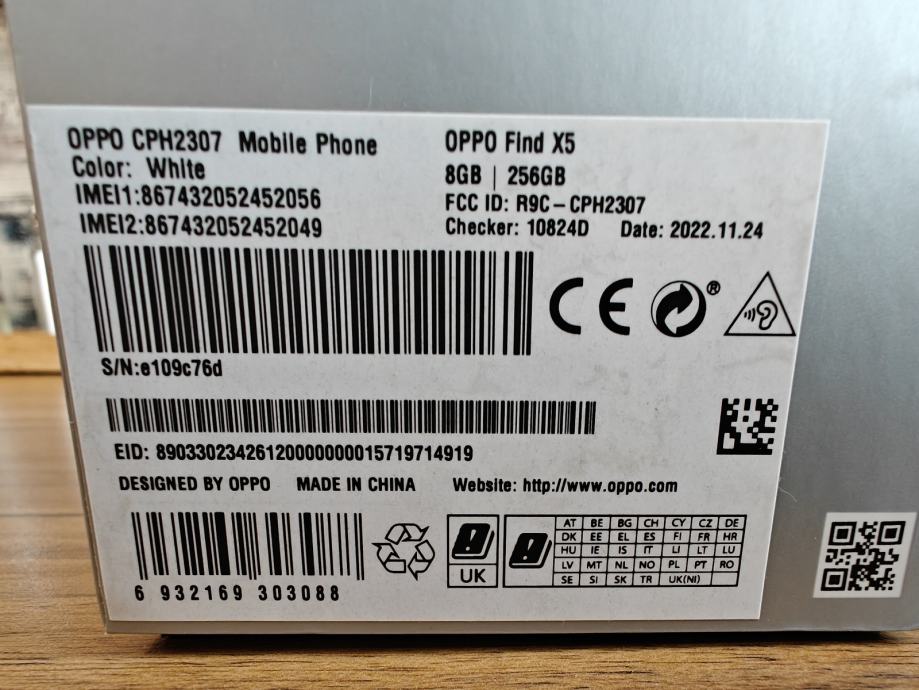 OPPO CPH2307 Mobile Phone
OPPO Find X5
Color: White
8GB | 256GB
IMEI1:867432052452056
FCC ID: R9C-CPH2307
IMEI2:867432052452049
Checker: 10824D Date: 2022.11.24
CE
®
S/N:e109c76d
EID: 89033023426120000000015719714919
DESIGNED BY OPPO MADE IN CHINA Website: http://www.oppo.com
AT BE BG CH CY CZ DE
DK EE EL ES FI FR HR
HU IE IS IT LI LT LU
LV MT NL NO PL PT RO
SE SI SK TR UK(NI)
UK
6 932169 303088